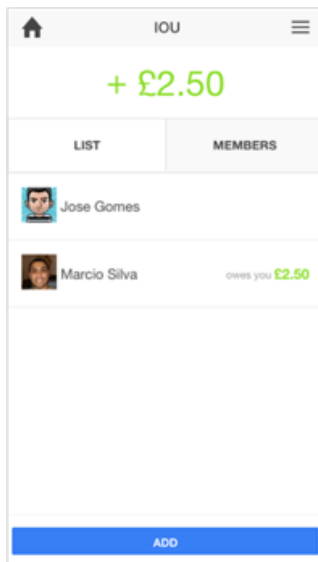 IOU
+ £2.50
LIST MEMBERS
Jose Gomes
Marcio Silva owes you £2.50
ADD